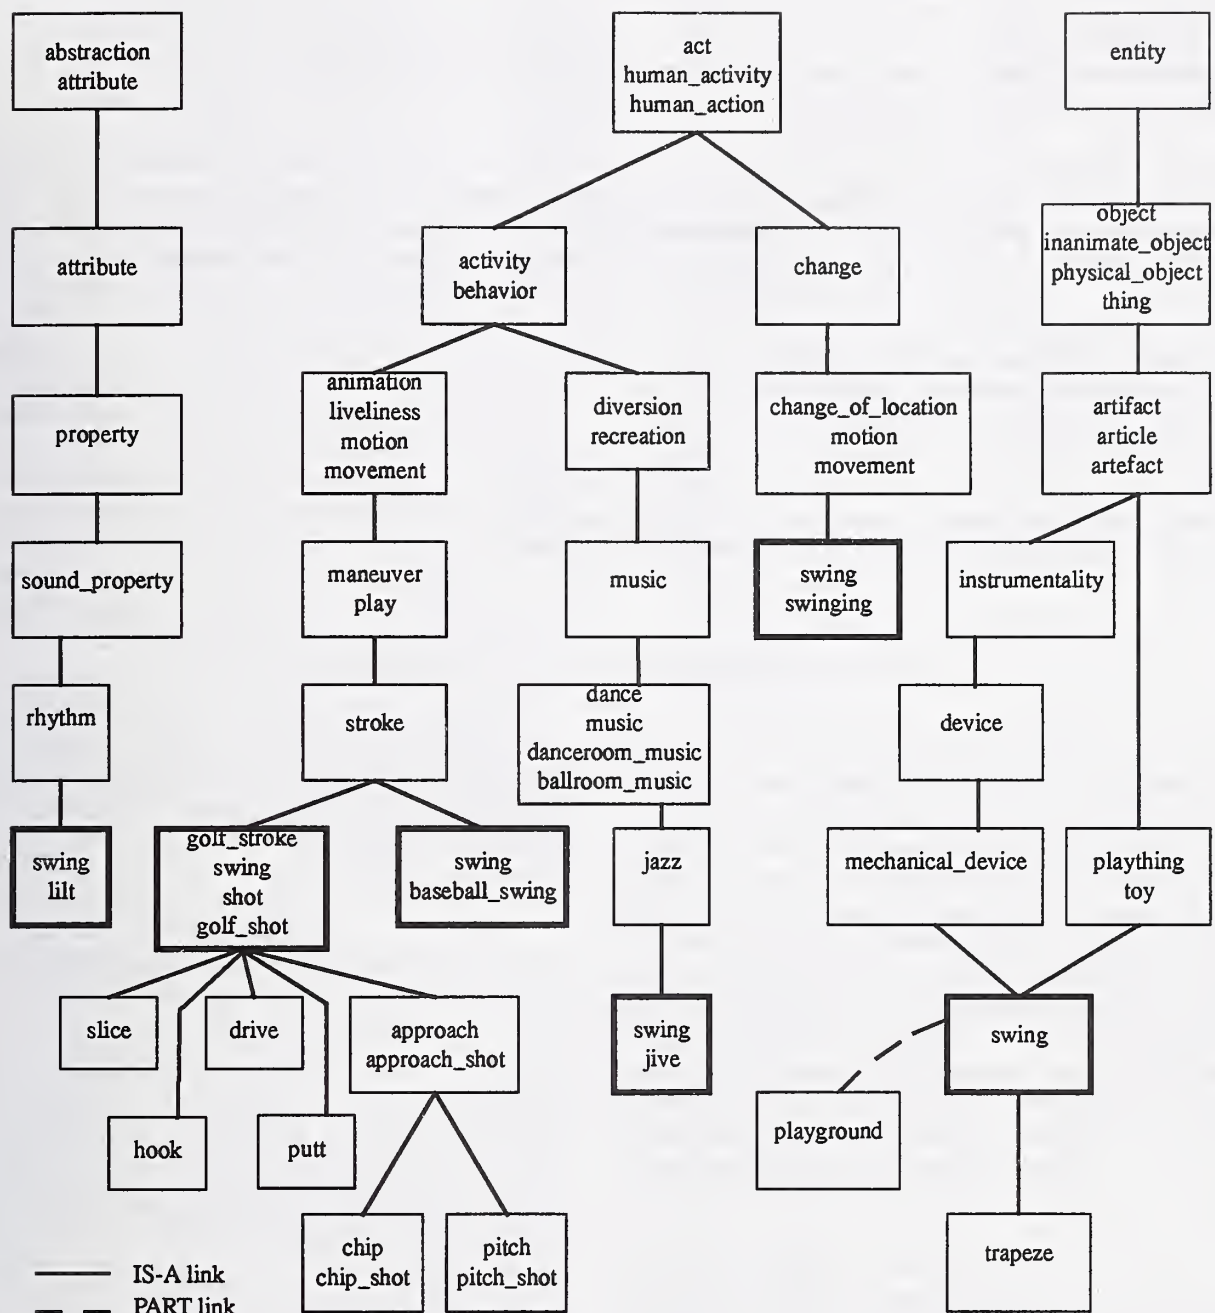 abstraction
attribute
act
human_activity
human_action
entity
attribute
activity
behavior
change
object
inanimate_object
physical_object
thing
property
animation
liveliness
motion
movement
diversion
recreation
change_of_location
motion
movement
artifact
article
artefact
sound_property
maneuver
play
music
swing
swinging
instrumentality
rhythm
stroke
dance
music
danceroom_music
ballroom_music
device
swing
lilt
golf_stroke
swing
shot
golf_shot
swing
baseball_swing
jazz
mechanical_device
plaything
toy
slice
drive
approach
approach_shot
swing
jive
swing
hook
putt
playground
chip
chip_shot
pitch
pitch_shot
trapeze
IS-A link
PART link